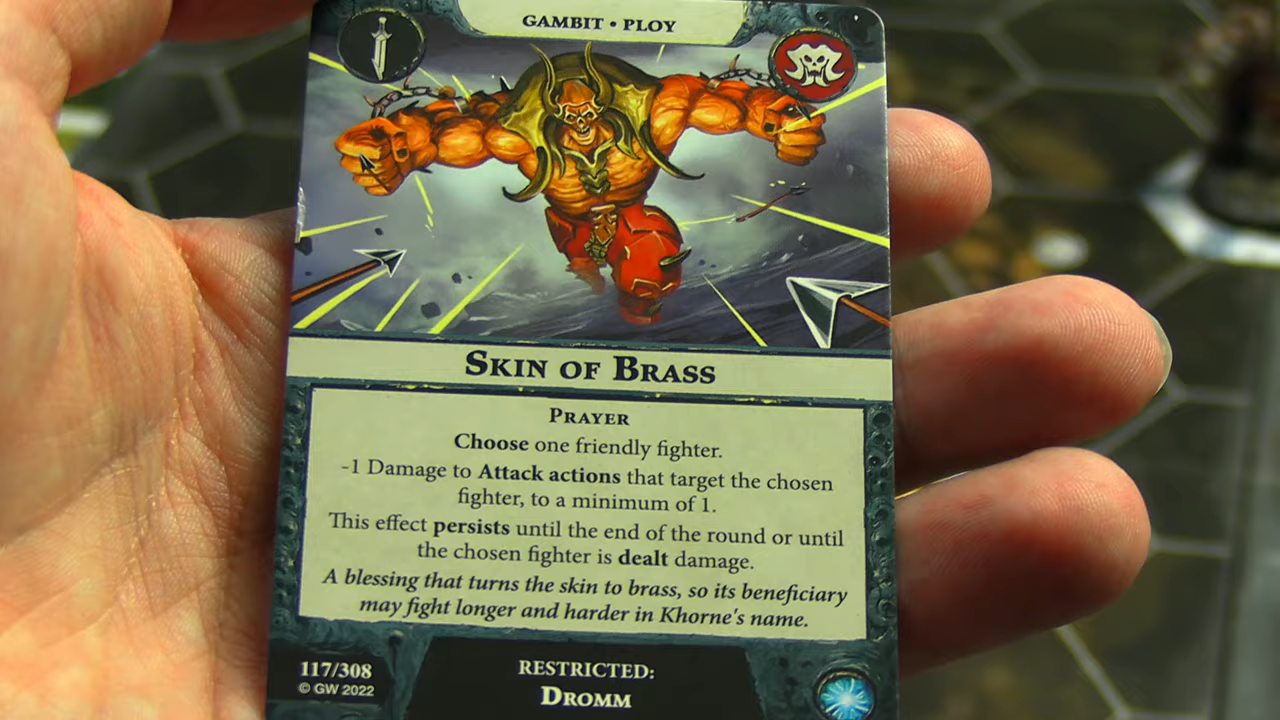 GAMBIT • PLOY
SKIN OF BRASS
PRAYER
Choose one friendly fighter.
-1 Damage to Attack actions that target the chosen
fighter, to a minimum of 1.
This effect persists until the end of the round or until
the chosen fighter is dealt damage.
A blessing that turns the skin to brass, so its beneficiary
may fight longer and harder in Khorne's name.
117/308
© GW 2022
RESTRICTED:
DROMM